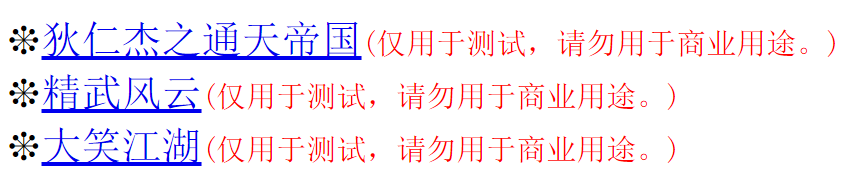 ❉狄仁杰之通天帝国(仅用于测试，请勿用于商业用途。)
❉精武风云(仅用于测试，请勿用于商业用途。)
❉大笑江湖(仅用于测试，请勿用于商业用途。)